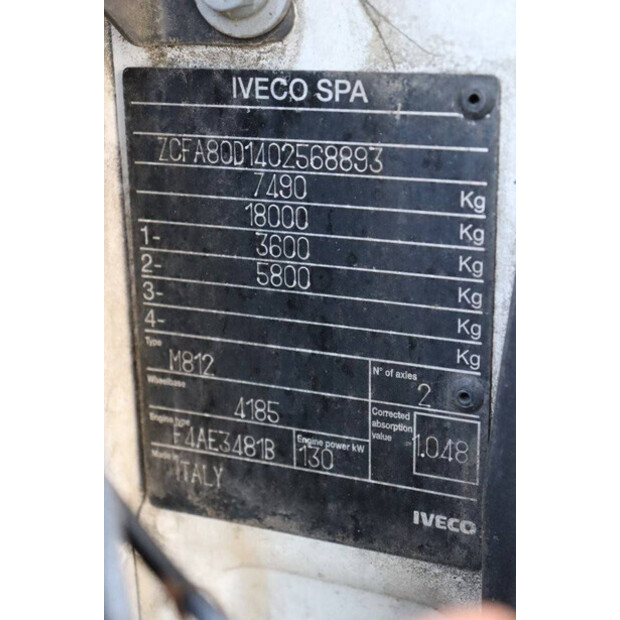 IVECO SPA
ZCFA80D1402568893
7490 Kg
18000 Kg
1- 3600 Kg
2- 5800 Kg
3- Kg
4- Kg
Type
M812
N° of axles
2
Wheelbase
4185
Corrected absorption value
1.048
Engine type
F4AE3481B
Engine power kW
130
Made in
ITALY
IVECO